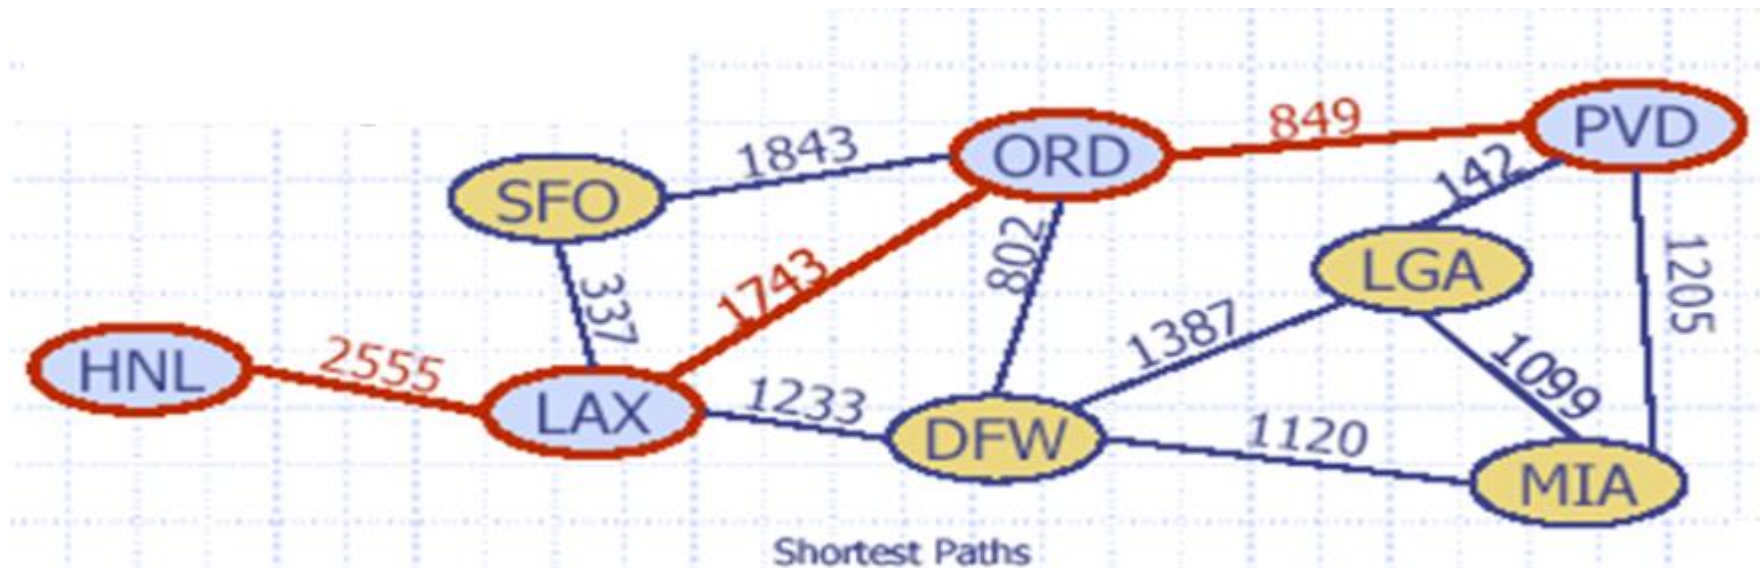 PVD
849
ORD
1843
SFO
142
LGA
1205
802
1743
337
1387
1099
HNL
2555
LAX
1233
DFW
1120
MIA
Shortest Paths